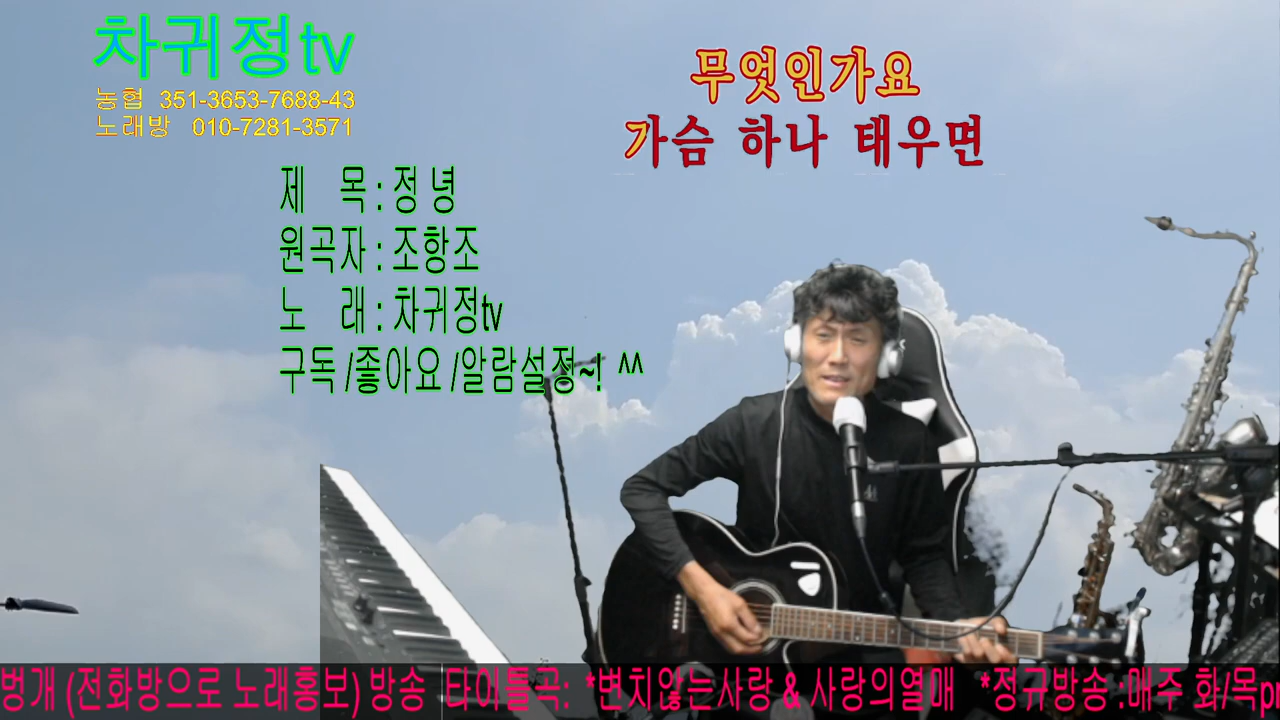 차귀정tv
농협 351-3653-7688-43
노래방 010-7281-3571
무엇인가요
가슴 하나 태우면
제 목 : 정 녕
원곡자 : 조항조
노 래 : 차귀정tv
구독 /좋아요 /알람설정~! ^^
벙개 (전화방으로 노래홍보) 방송 타이틀곡: *변치않는사랑 & 사랑의열매 *정규방송 :매주 화/목pm